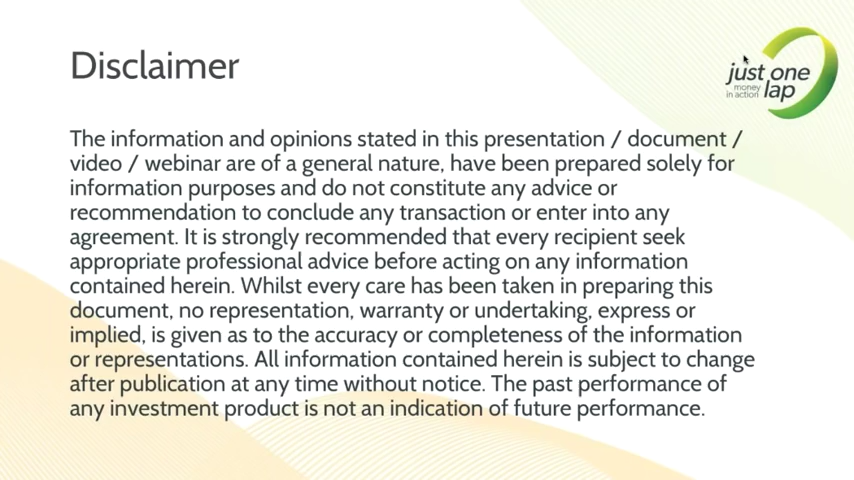 Disclaimer
just one
money
in action
lap
The information and opinions stated in this presentation / document /
video / webinar are of a general nature, have been prepared solely for
information purposes and do not constitute any advice or
recommendation to conclude any transaction or enter into any
agreement. It is strongly recommended that every recipient seek
appropriate professional advice before acting on any information
contained herein. Whilst every care has been taken in preparing this
document, no representation, warranty or undertaking, express or
implied, is given as to the accuracy or completeness of the information
or representations. All information contained herein is subject to change
after publication at any time without notice. The past performance of
any investment product is not an indication of future performance.